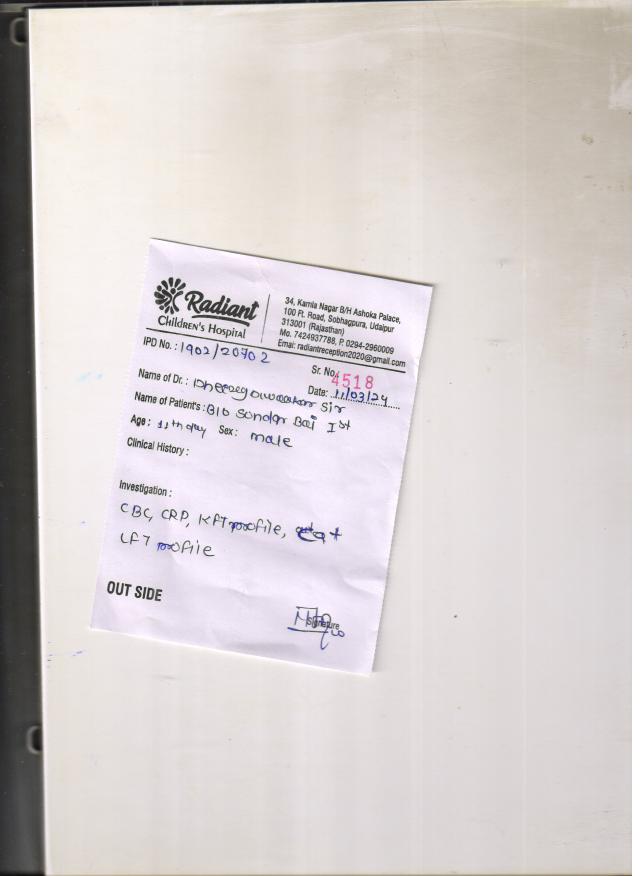 Radiant
Children's Hospital
34, Kamla Nagar B/H Ashoka Palace,
100 Ft. Road, Sobhagpura, Udaipur
313001 (Rajasthan)
Mo. 7424937788, P. 0294-2960009
Emai: radiantreception2020@gmail.com
IPD No. : 1902/20702
Sr. No. 4518
Date: 11/03/24
Name of Dr. : Sir
Name of Patient's : B/o Sundar Bai Ist
Age : 11th day Sex : male
Clinical History :
Investigation :
CBC, CRP, KFT profile,
LFT profile
OUT SIDE
Signature